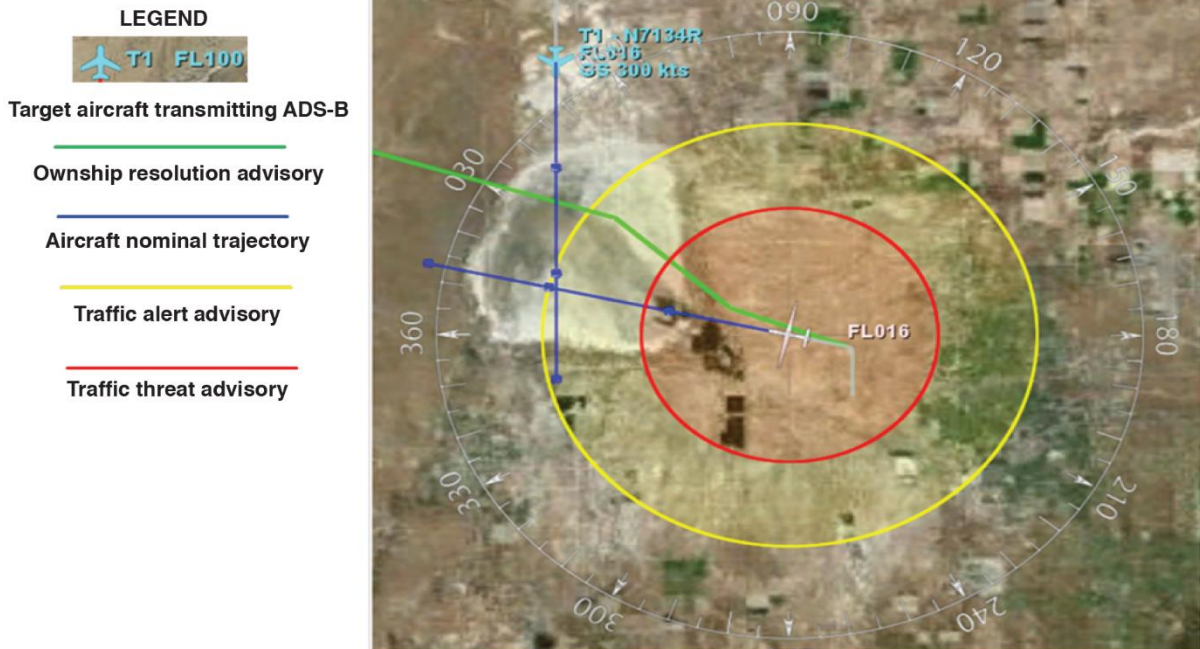 LEGEND
T1 FL100
Target aircraft transmitting ADS-B
Ownship resolution advisory
Aircraft nominal trajectory
Traffic alert advisory
Traffic threat advisory
090
T1 - N7134R
FL016
GS 300 kts
120
030
150
FL016
360
180
330
210
300
240